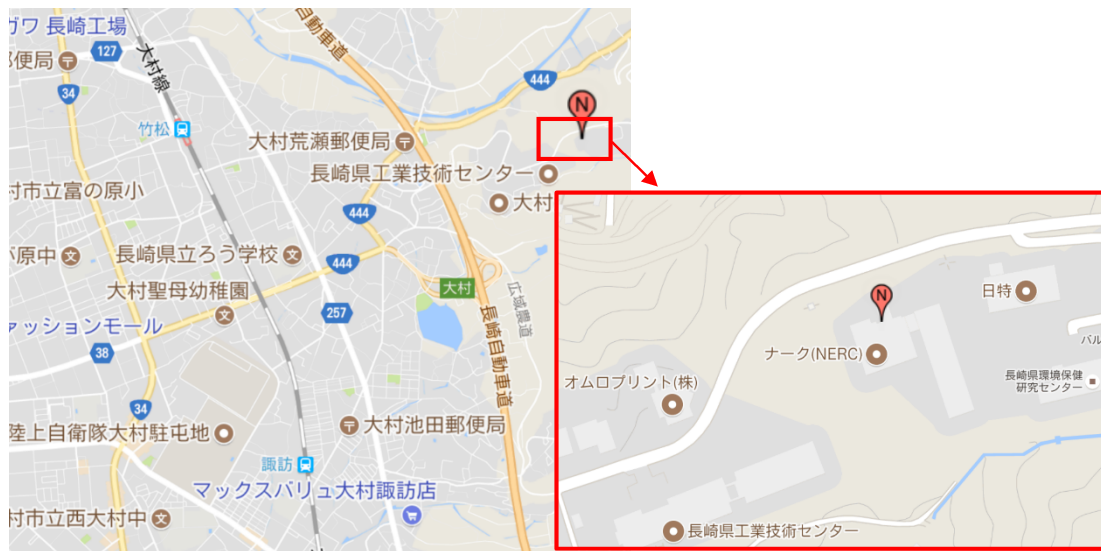 ガワ 長崎工場
自動車道
127
大村線
郵便局
34
444
N
竹松
大村荒瀬郵便局
長崎県工業技術センター
大村
村市立富の原小
444
長崎県立ろう学校
原中
444
大村聖母幼稚園
大村
広域農道
ファッションモール
257
長崎自動車道
38
34
陸上自衛隊大村駐屯地
大村池田郵便局
諏訪
マックスバリュ大村諏訪店
村市立西大村中
N
日特
ナーク(NERC)
バル
オムロプリント(株)
長崎県環境保健
研究センター
長崎県工業技術センター